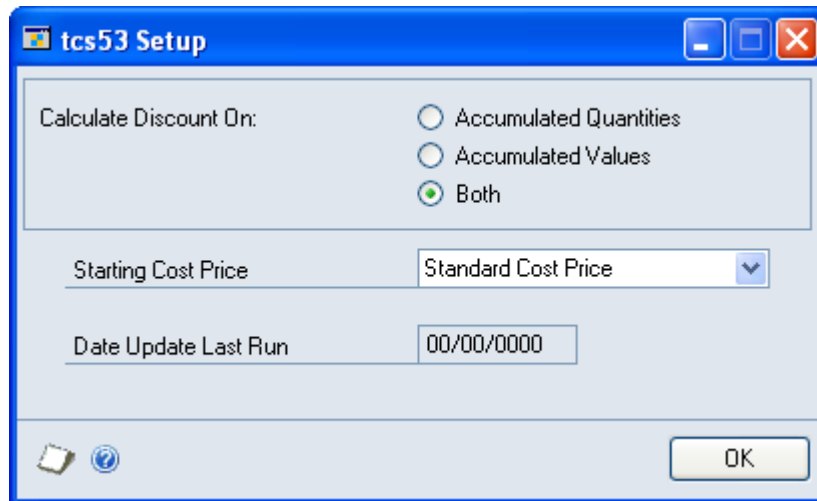 tcs53 Setup
Calculate Discount On:
Accumulated Quantities
Accumulated Values
Both
Starting Cost Price
Standard Cost Price
Date Update Last Run
00/00/0000
OK